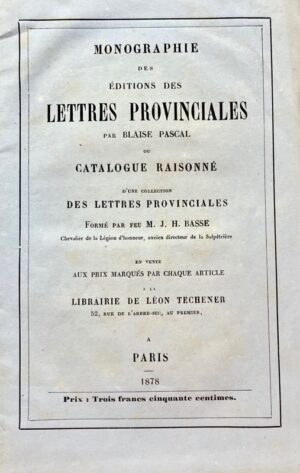 MONOGRAPHIE
DES
ÉDITIONS DES
LETTRES PROVINCIALES
PAR BLAISE PASCAL
OU
CATALOGUE RAISONNÉ
D'UNE COLLECTION
DES LETTRES PROVINCIALES
FORMÉ PAR FEU M. J. H. BASSE
Chevalier de la Légion d'honneur, ancien directeur de la Salpêtrière
EN VENTE
AUX PRIX MARQUÉS PAR CHAQUE ARTICLE
A LA
LIBRAIRIE DE LÉON TECHENER
52, RUE DE L'ARBRE-SEC, AU PREMIER,
A
PARIS
1878
Prix : Trois francs cinquante centimes.